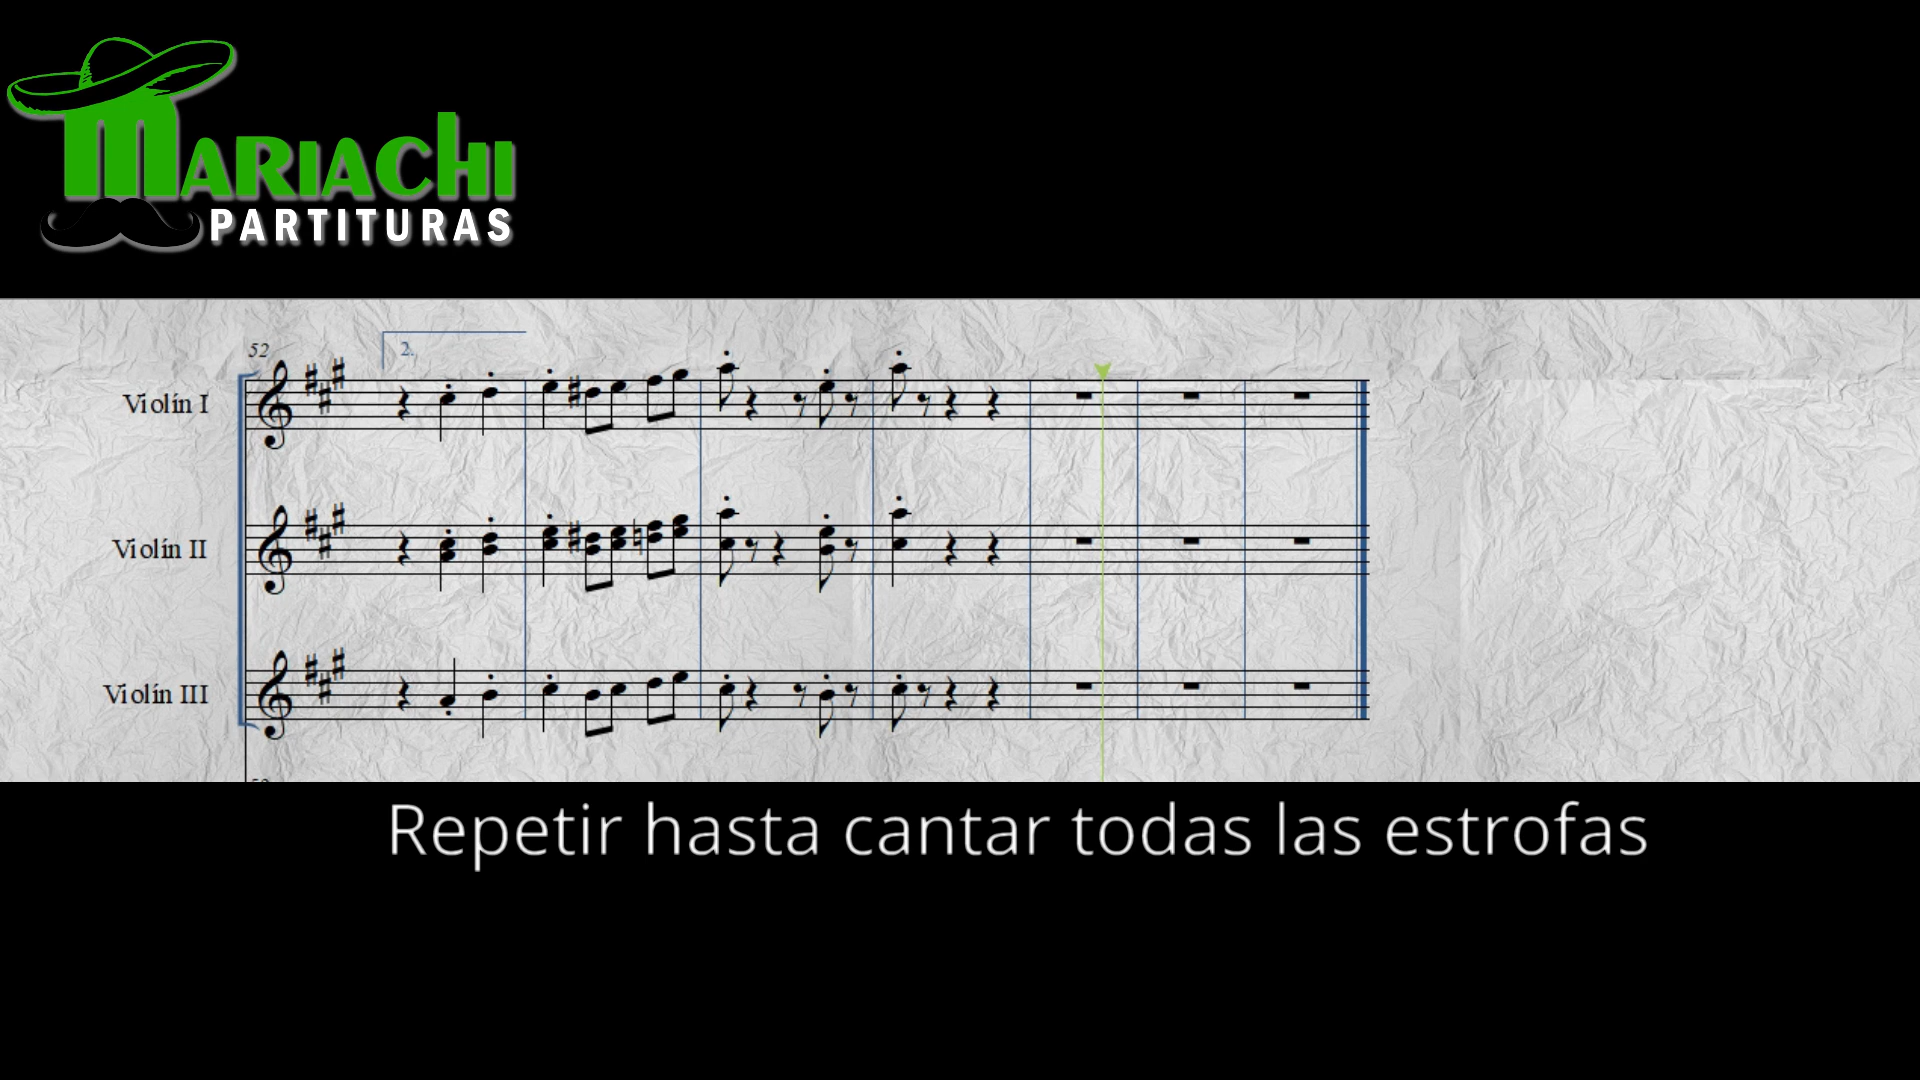 MARIACHI
PARTITURAS
52
2.
Violín I
Violín II
Violín III
Repetir hasta cantar todas las estrofas